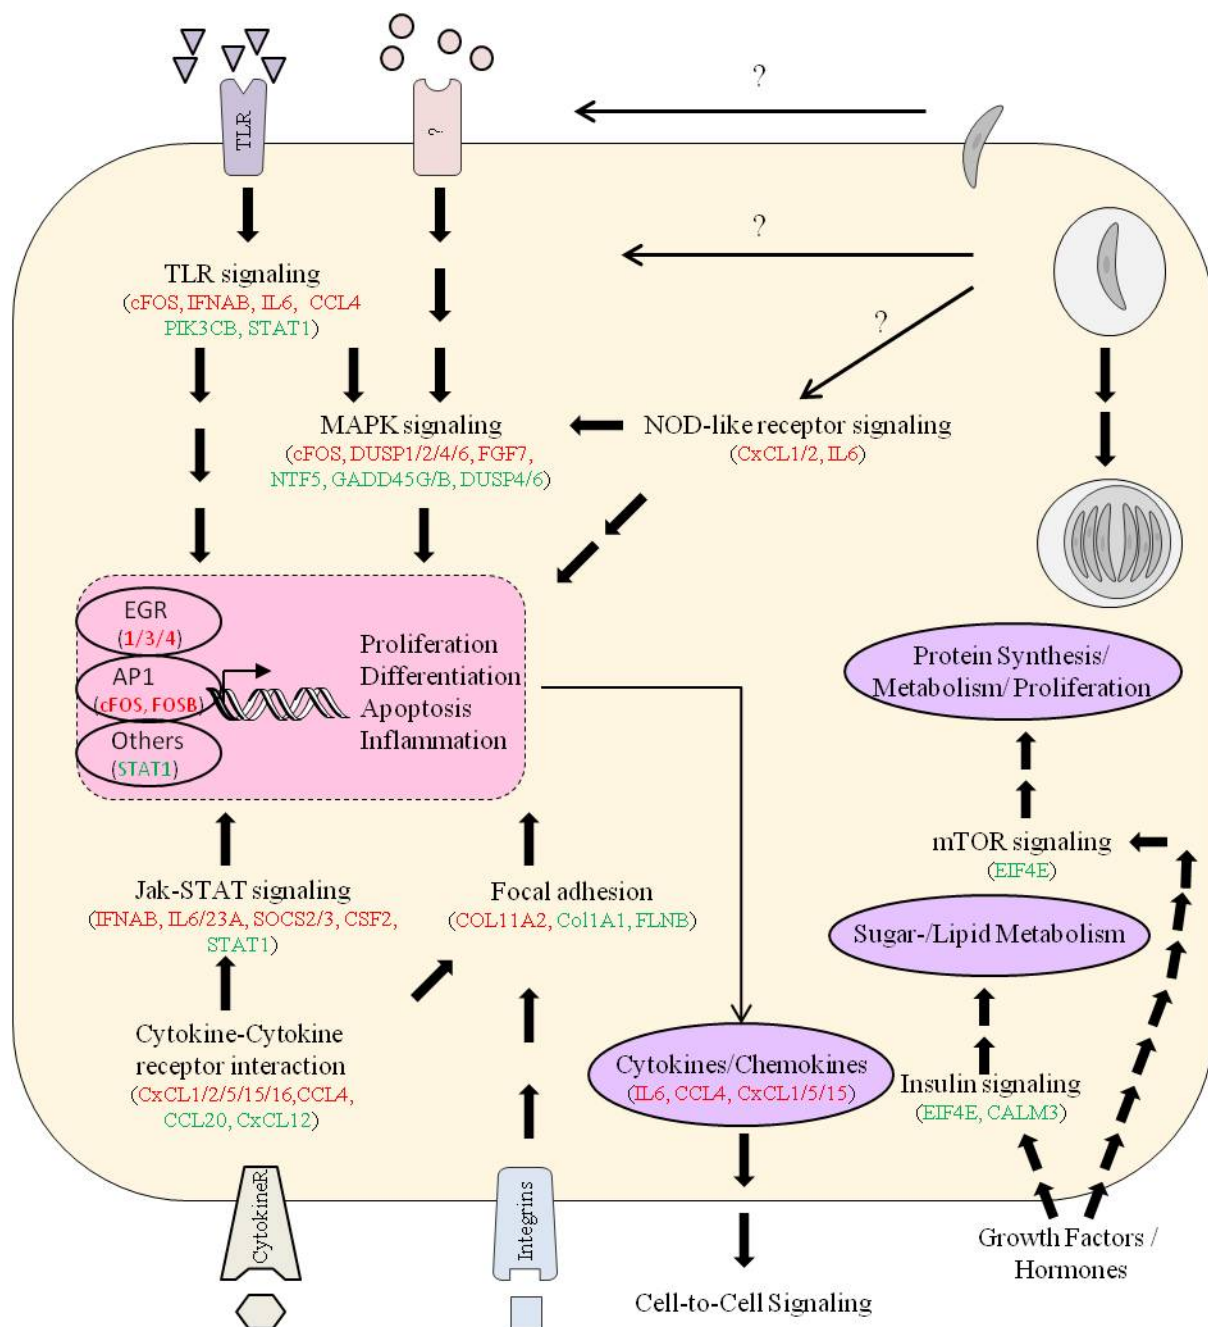 ?
TLR
?
?
TLR signaling
(cFOS, IFNAB, IL6, CCL4
PIK3CB, STAT1)
?
MAPK signaling
(cFOS, DUSP1/2/4/6, FGF7,
NTF5, GADD45G/B, DUSP4/6)
NOD-like receptor signaling
(CxCL1/2, IL6)
EGR
(1/3/4)
AP1
(cFOS, FOSB)
Others
(STAT1)
Proliferation
Differentiation
Apoptosis
Inflammation
Protein Synthesis/
Metabolism/ Proliferation
mTOR signaling
(EIF4E)
Jak-STAT signaling
(IFNAB, IL6/23A, SOCS2/3, CSF2,
STAT1)
Focal adhesion
(COL11A2, Col1A1, FLNB)
Sugar-/Lipid Metabolism
Cytokine-Cytokine
receptor interaction
(CxCL1/2/5/15/16,CCL4,
CCL20, CxCL12)
Cytokines/Chemokines
(IL6, CCL4, CxCL1/5/15)
Insulin signaling
(EIF4E, CALM3)
CytokineR
Integrins
Growth Factors /
Hormones
Cell-to-Cell Signaling